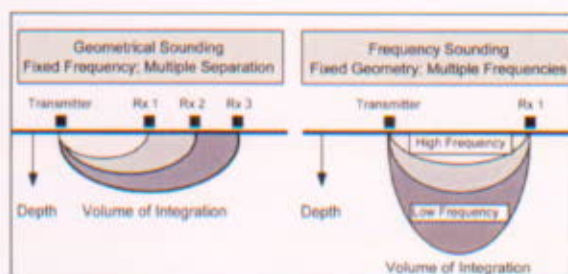 Geometrical Sounding
Fixed Frequency: Multiple Separation
Transmitter Rx 1 Rx 2 Rx 3
Depth Volume of Integration
Frequency Sounding
Fixed Geometry: Multiple Frequencies
Transmitter Rx 1
High Frequency
Depth
Low Frequency
Volume of Integration